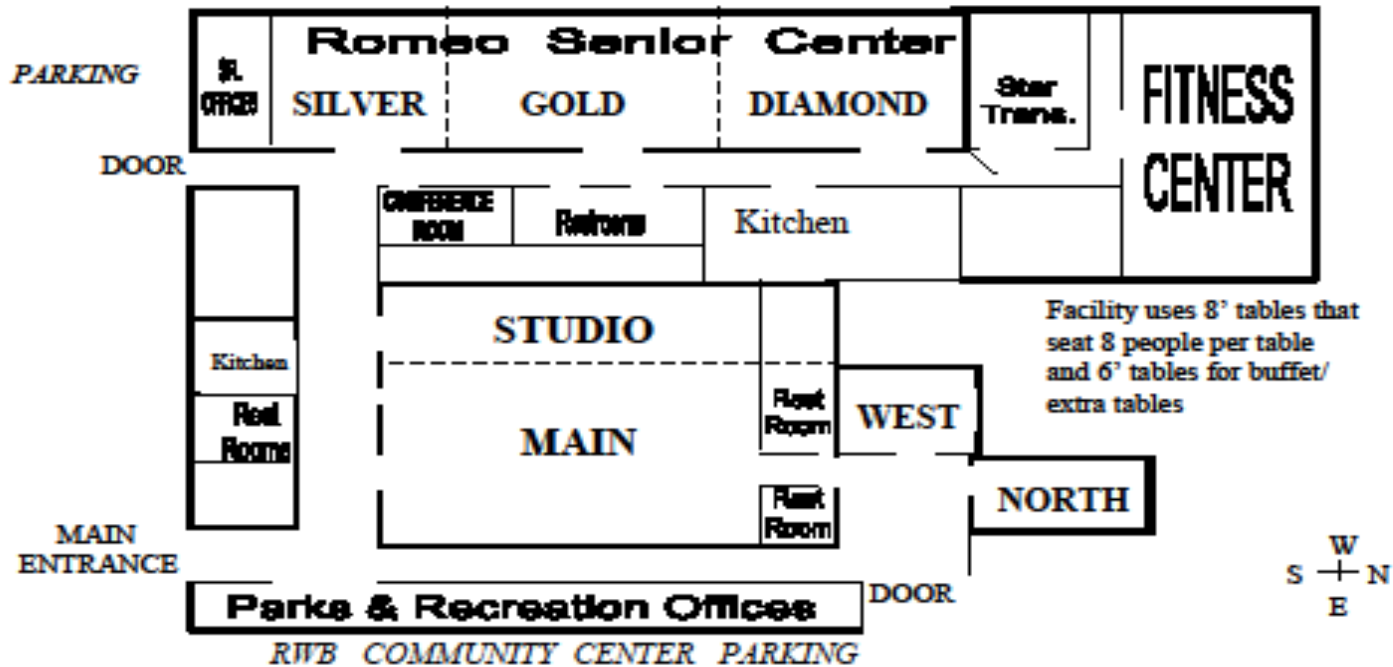 Romeo Senior Center
PARKING
SR.
OFFICES
SILVER
GOLD
DIAMOND
Star
Trans.
FITNESS
CENTER
DOOR
CONFERENCE
ROOM
Restrooms
Kitchen
Facility uses 8’ tables that
seat 8 people per table
and 6’ tables for buffet/
extra tables
STUDIO
Kitchen
Rest
Rooms
MAIN
Rest
Room
WEST
Rest
Room
NORTH
MAIN
ENTRANCE
W
S N
E
Parks & Recreation Offices
DOOR
RWB COMMUNITY CENTER PARKING